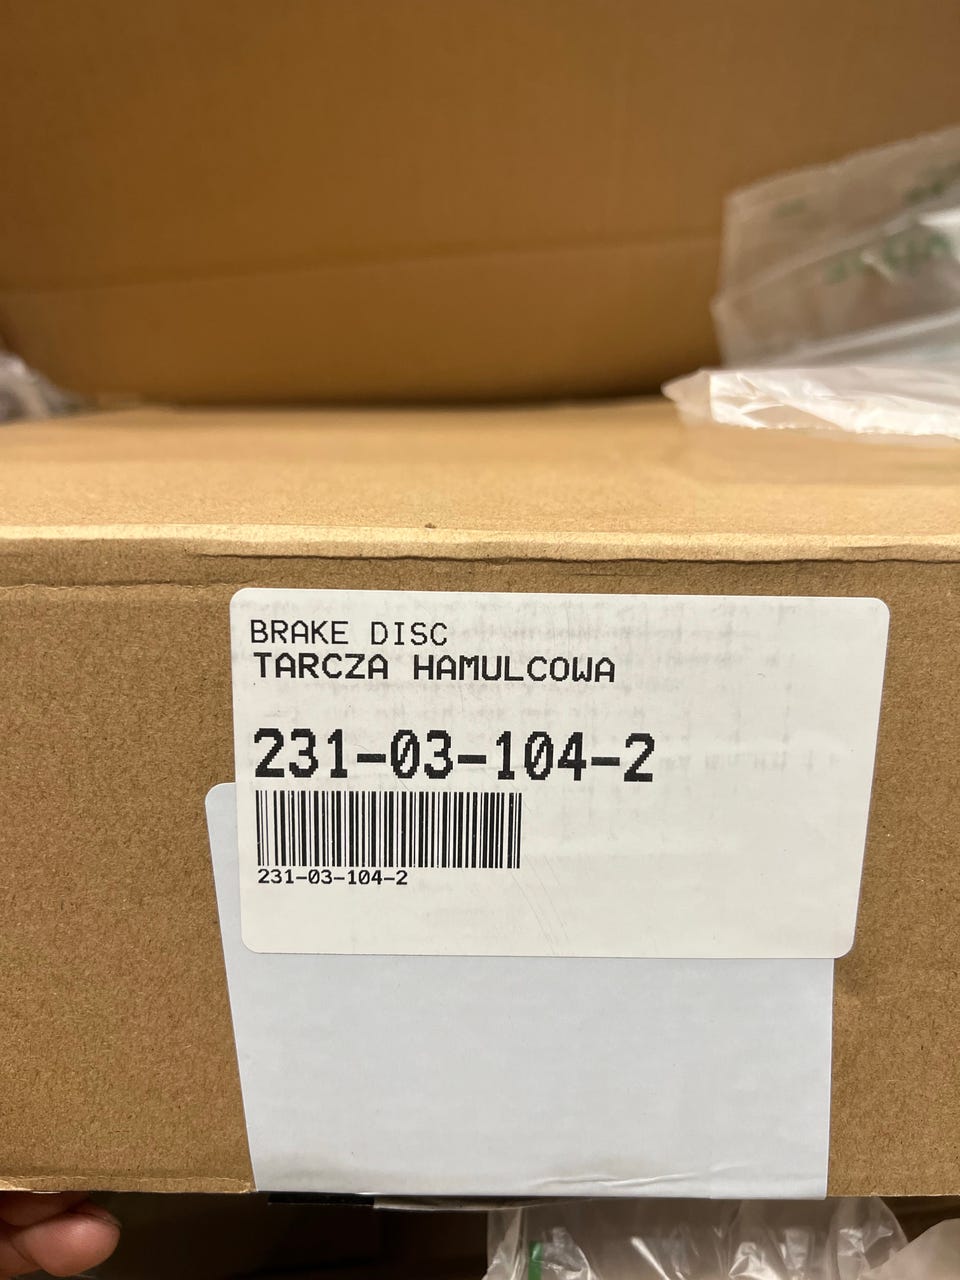 BRAKE DISC
TARCZA HAMULCOWA
231-03-104-2
231-03-104-2